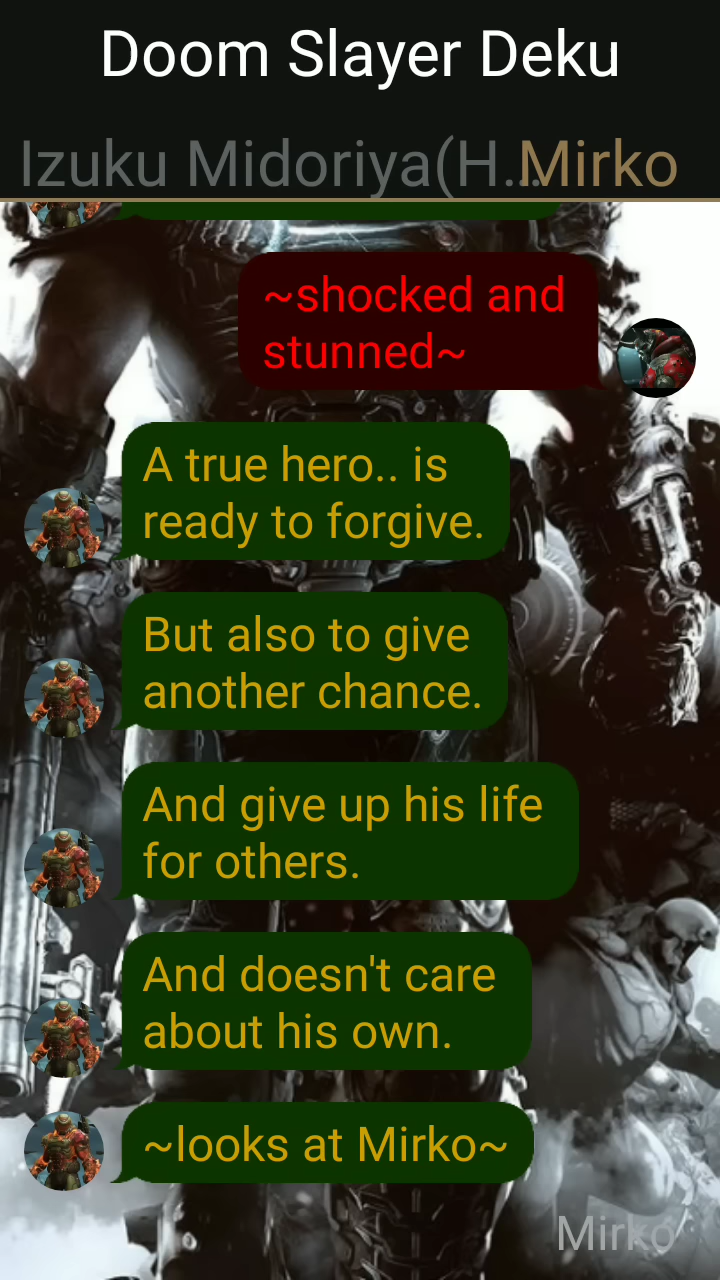 Doom Slayer Deku
Izuku Midoriya(H...
Mirko
~shocked and
stunned~
A true hero.. is
ready to forgive.
But also to give
another chance.
And give up his life
for others.
And doesn't care
about his own.
~looks at Mirko~
Mirko